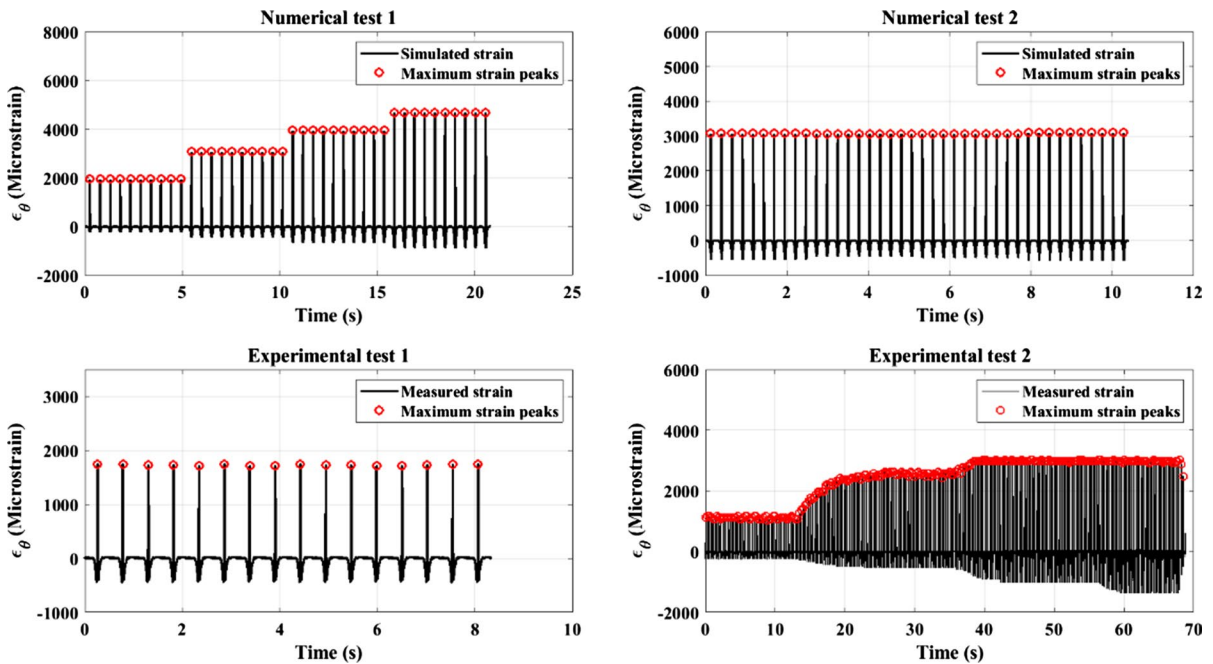 Numerical test 1
Simulated strain
Maximum strain peaks
8000
6000
4000
2000
0
-2000
0 5 10 15 20 25
ϵθ (Microstrain)
Time (s)
Numerical test 2
Simulated strain
Maximum strain peaks
6000
5000
4000
3000
2000
1000
0
-1000
0 2 4 6 8 10 12
ϵθ (Microstrain)
Time (s)
Experimental test 1
Measured strain
Maximum strain peaks
3000
2000
1000
0
-1000
0 2 4 6 8 10
ϵθ (Microstrain)
Time (s)
Experimental test 2
Measured strain
Maximum strain peaks
6000
4000
2000
0
-2000
0 10 20 30 40 50 60 70
ϵθ (Microstrain)
Time (s)